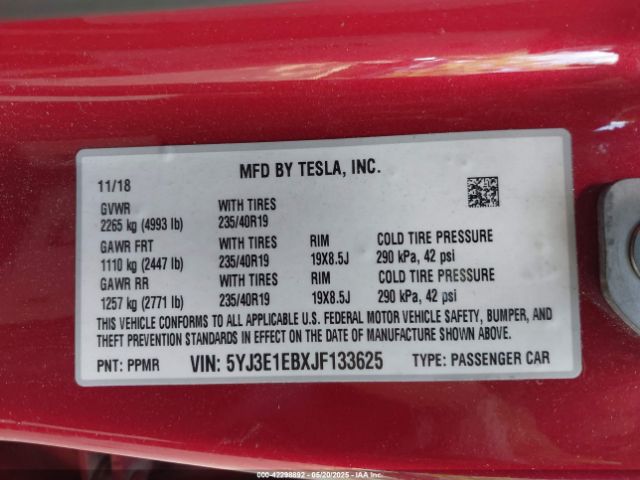 MFD BY TESLA, INC.
11/18
GVWR WITH TIRES
2265 kg (4993 lb) 235/40R19
GAWR FRT WITH TIRES RIM COLD TIRE PRESSURE
1110 kg (2447 lb) 235/40R19 19X8.5J 290 kPa, 42 psi
GAWR RR WITH TIRES RIM COLD TIRE PRESSURE
1257 kg (2771 lb) 235/40R19 19X8.5J 290 kPa, 42 psi
THIS VEHICLE CONFORMS TO ALL APPLICABLE U.S. FEDERAL MOTOR VEHICLE SAFETY, BUMPER, AND
THEFT PREVENTION STANDARDS IN EFFECT ON THE DATE OF MANUFACTURE SHOWN ABOVE.
PNT: PPMR VIN: 5YJ3E1EBXJF133625 TYPE: PASSENGER CAR
000-42298892 - 05/20/2025 - IAAI.COM